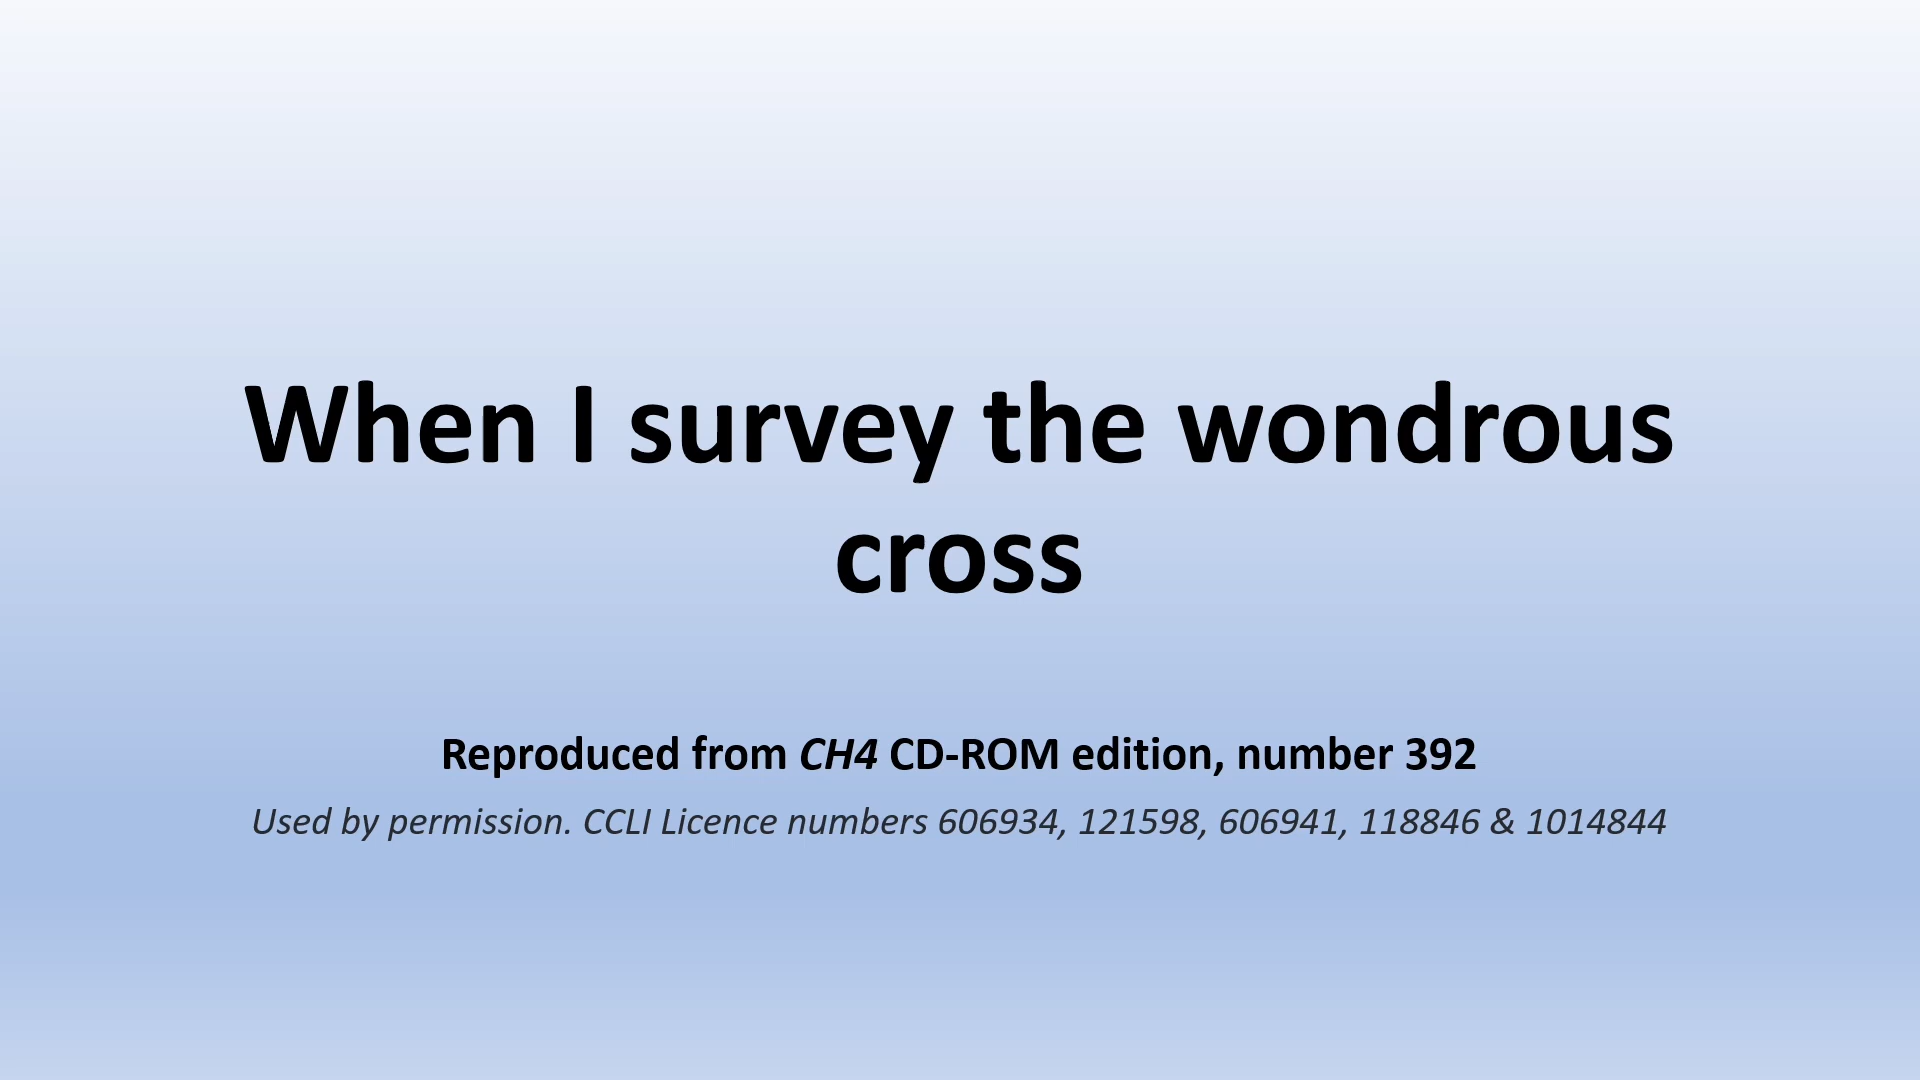 When I survey the wondrous
cross
Reproduced from CH4 CD-ROM edition, number 392
Used by permission. CCLI Licence numbers 606934, 121598, 606941, 118846 & 1014844